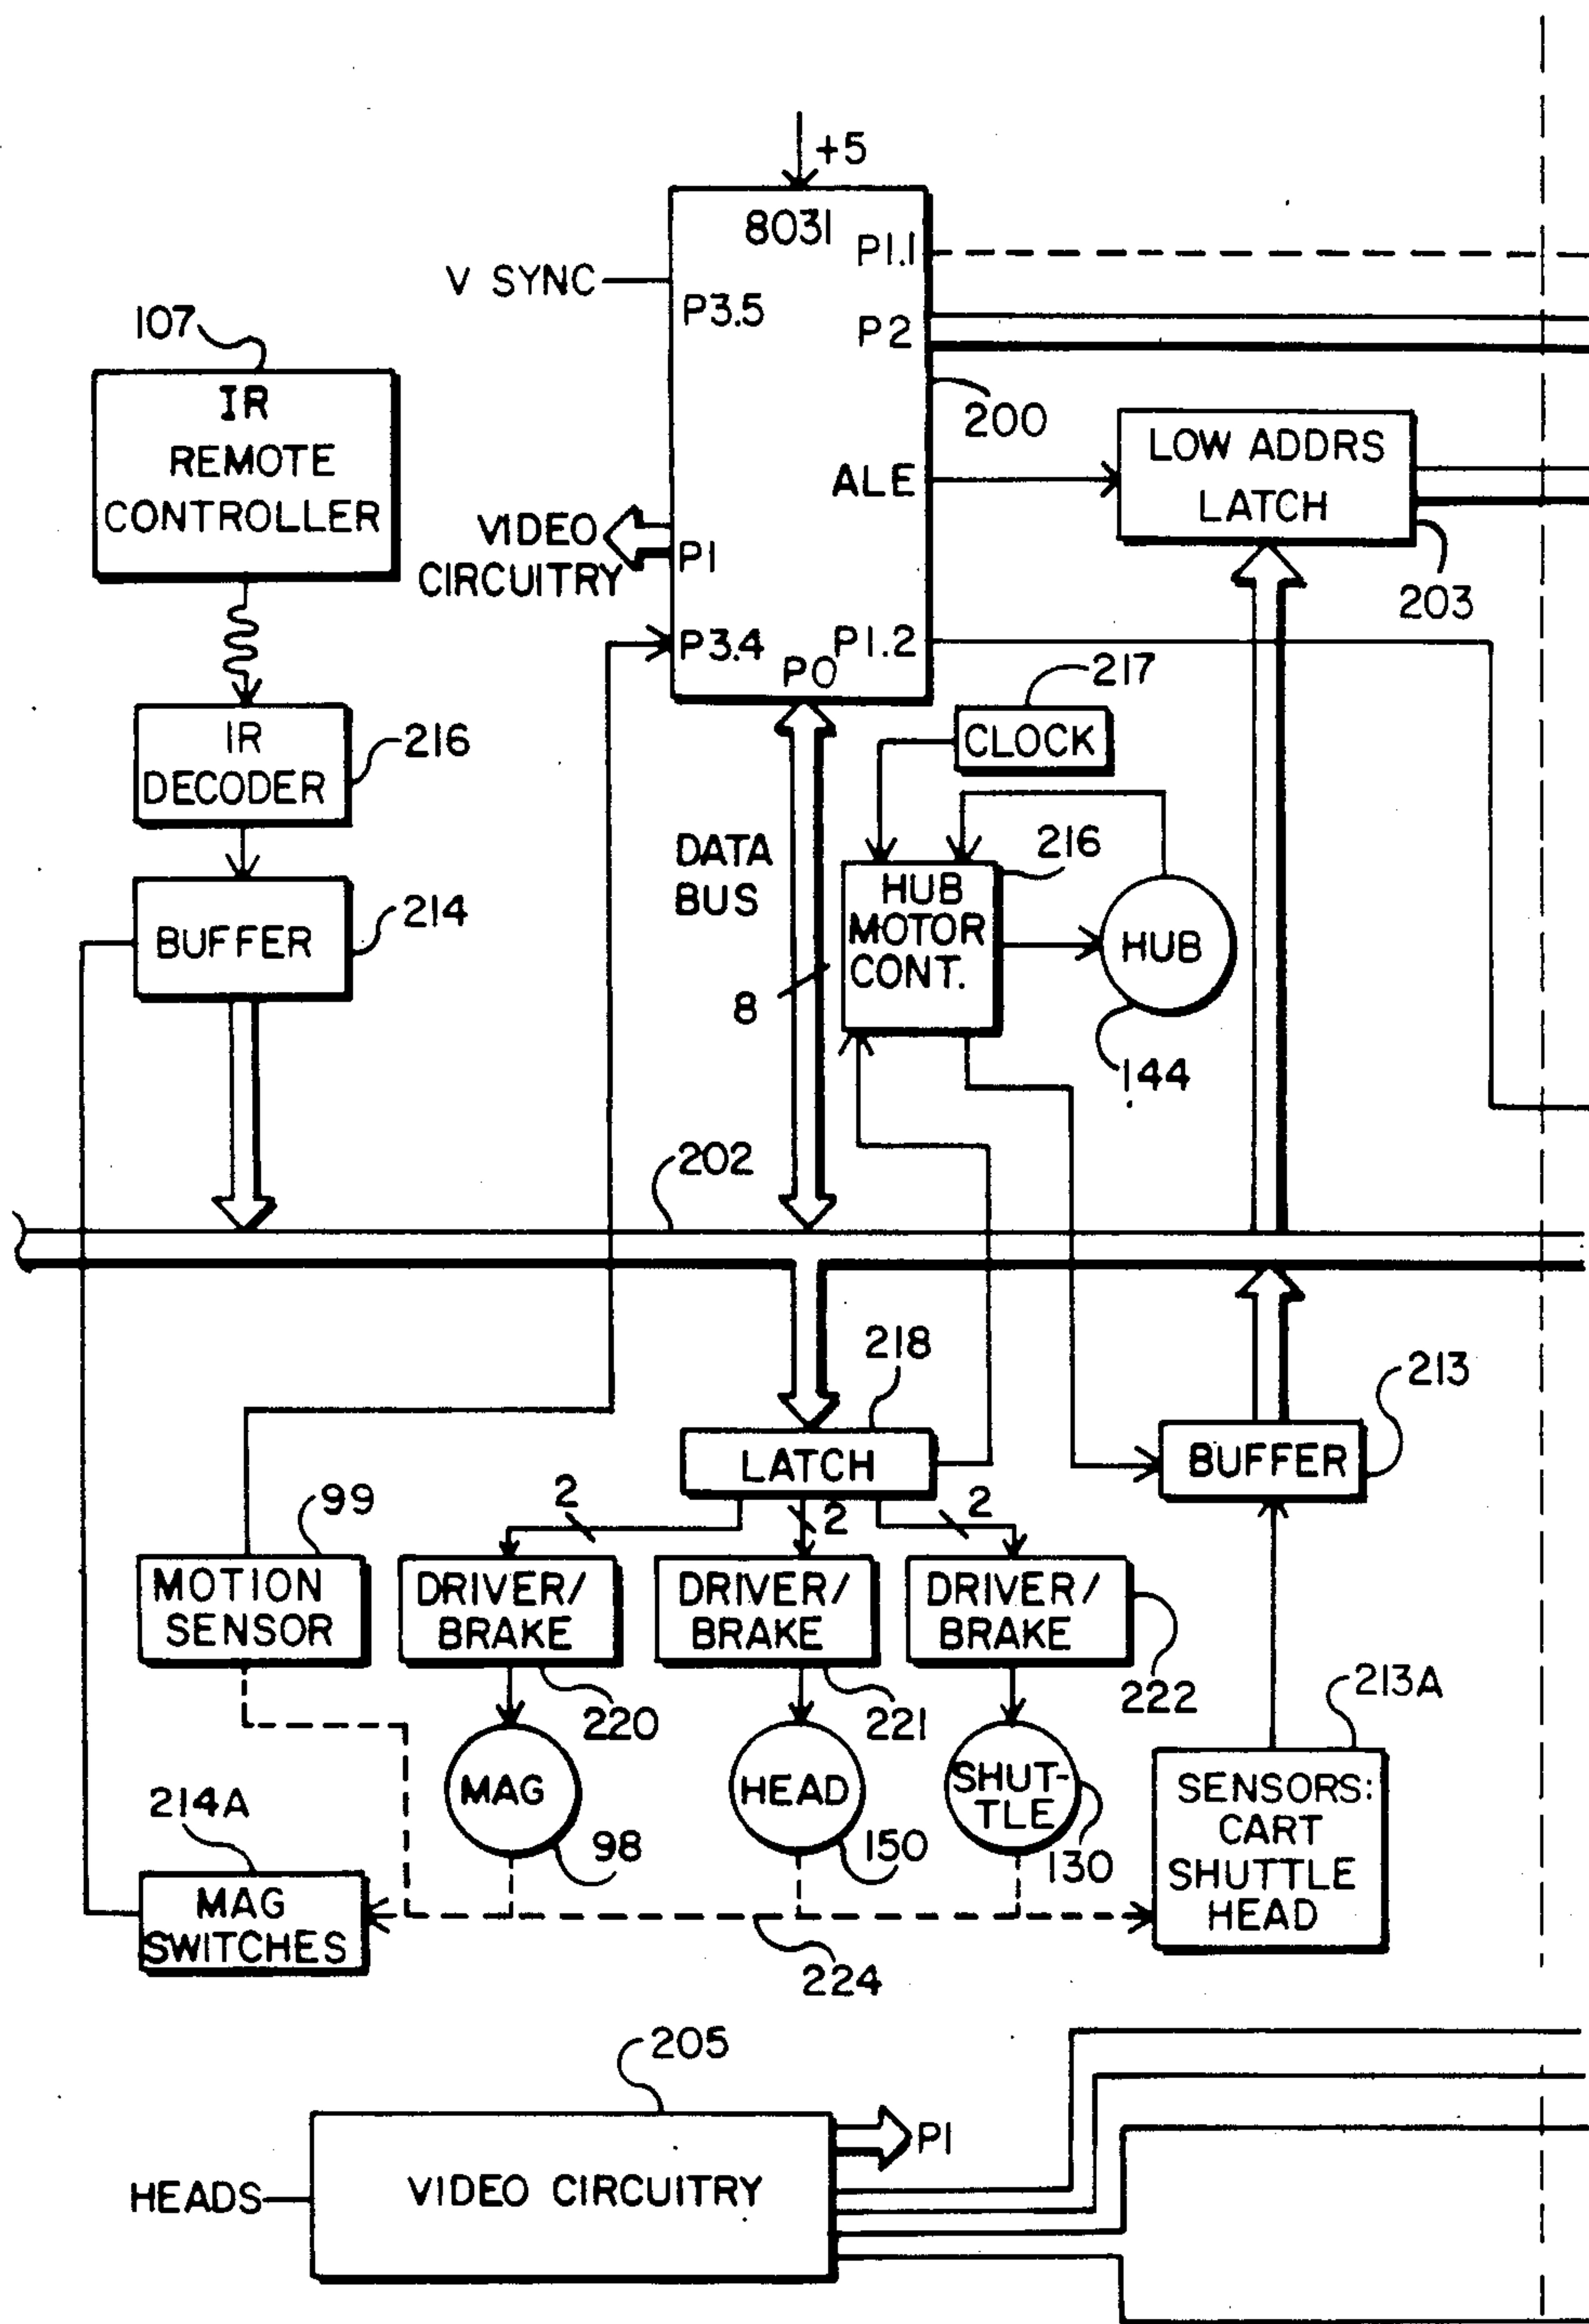 +5
8031
P1.1
V SYNC
P3.5
P2
107
IR
REMOTE
CONTROLLER
200
LOW ADDRS
LATCH
ALE
VIDEO
CIRCUITRY
P1
203
P3.4
P1.2
P0
217
CLOCK
IR
DECODER
216
DATA
BUS
8
216
HUB
MOTOR
CONT.
HUB
144
BUFFER
214
202
218
213
LATCH
BUFFER
2
2
2
99
MOTION
SENSOR
DRIVER/
BRAKE
DRIVER/
BRAKE
DRIVER/
BRAKE
220
221
222
213A
MAG
HEAD
SHUT-
TLE
98
150
130
SENSORS:
CART
SHUTTLE
HEAD
214A
MAG
SWITCHES
224
205
P1
HEADS
VIDEO CIRCUITRY